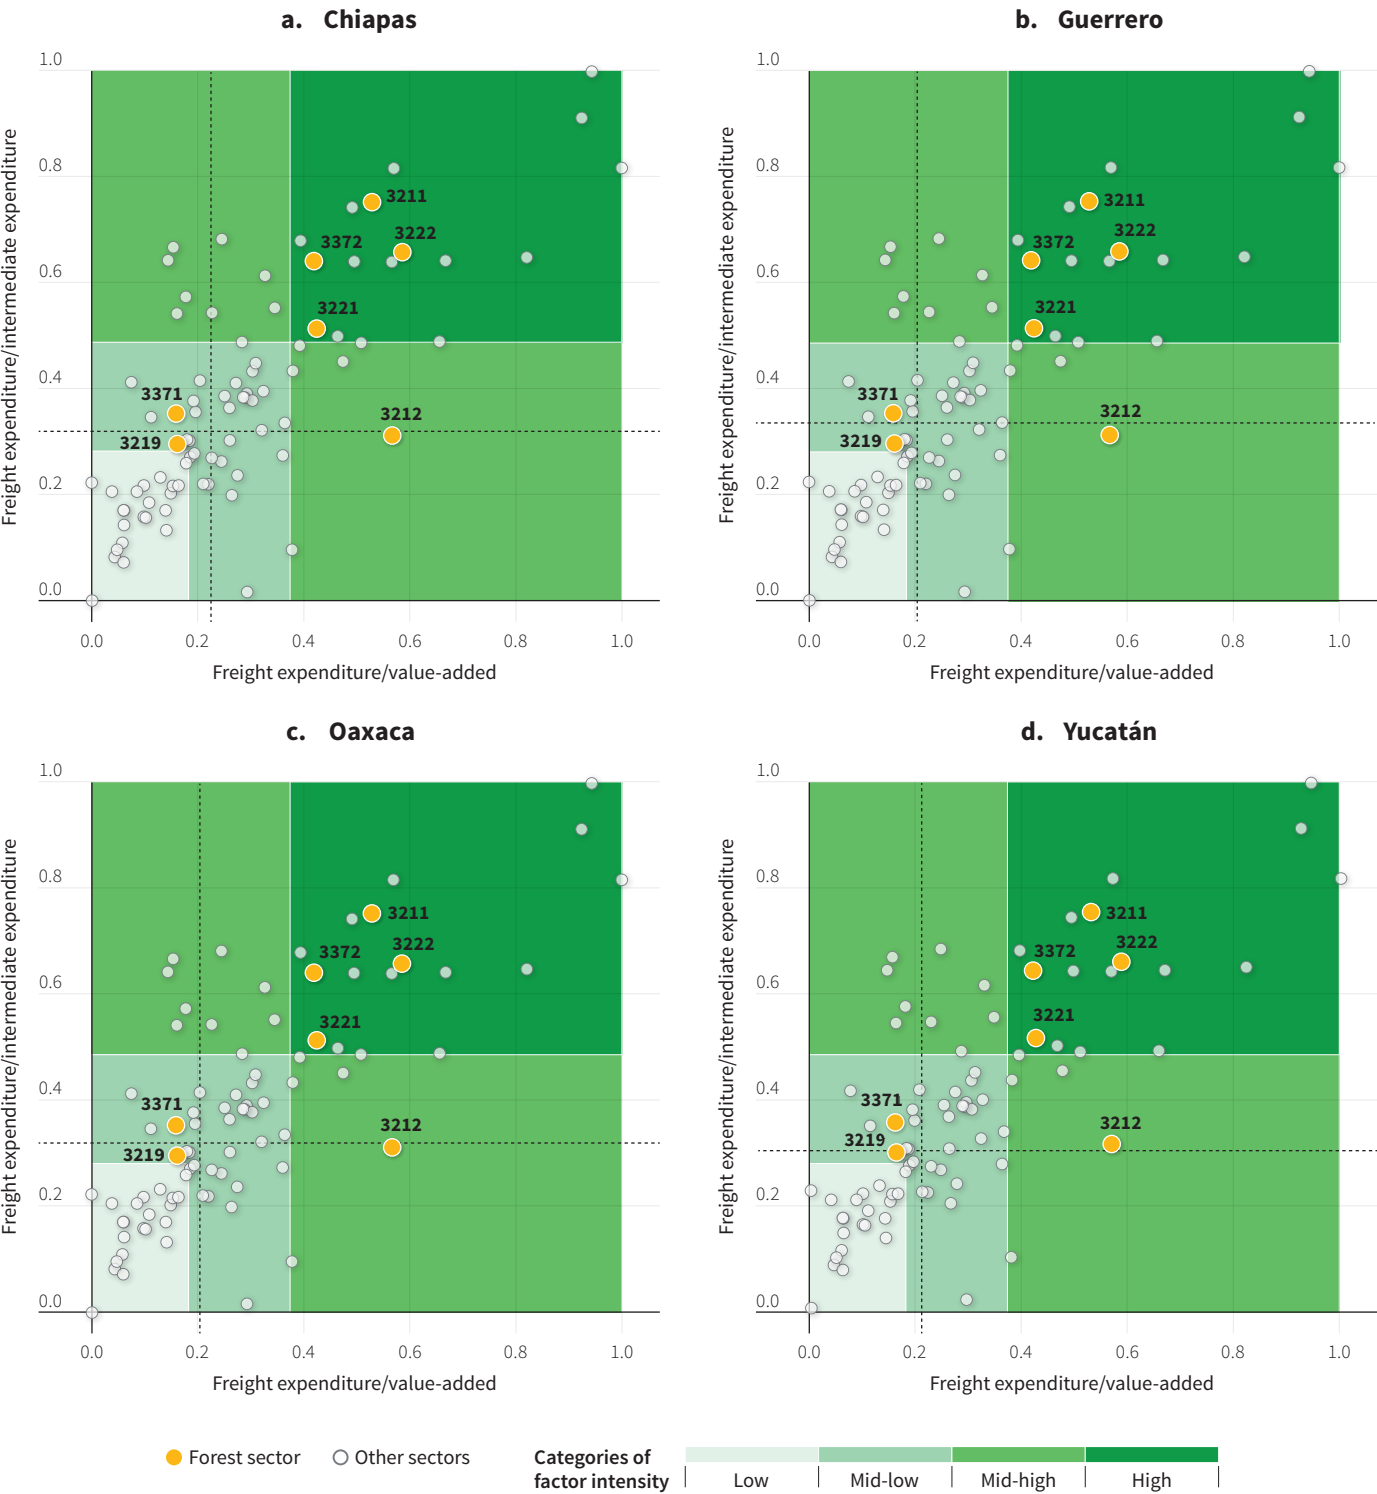 a. Chiapas
1.0
0.8
0.6
0.4
0.2
0.0
Freight expenditure/intermediate expenditure
3211
3222
3372
3221
3371
3212
3219
0.0 0.2 0.4 0.6 0.8 1.0
Freight expenditure/value-added
b. Guerrero
1.0
0.8
0.6
0.4
0.2
0.0
Freight expenditure/intermediate expenditure
3211
3222
3372
3221
3371
3212
3219
0.0 0.2 0.4 0.6 0.8 1.0
Freight expenditure/value-added
c. Oaxaca
1.0
0.8
0.6
0.4
0.2
0.0
Freight expenditure/intermediate expenditure
3211
3222
3372
3221
3371
3212
3219
0.0 0.2 0.4 0.6 0.8 1.0
Freight expenditure/value-added
d. Yucatán
1.0
0.8
0.6
0.4
0.2
0.0
Freight expenditure/intermediate expenditure
3211
3222
3372
3221
3371
3212
3219
0.0 0.2 0.4 0.6 0.8 1.0
Freight expenditure/value-added
Forest sector
Other sectors
Categories of
factor intensity
Low
Mid-low
Mid-high
High